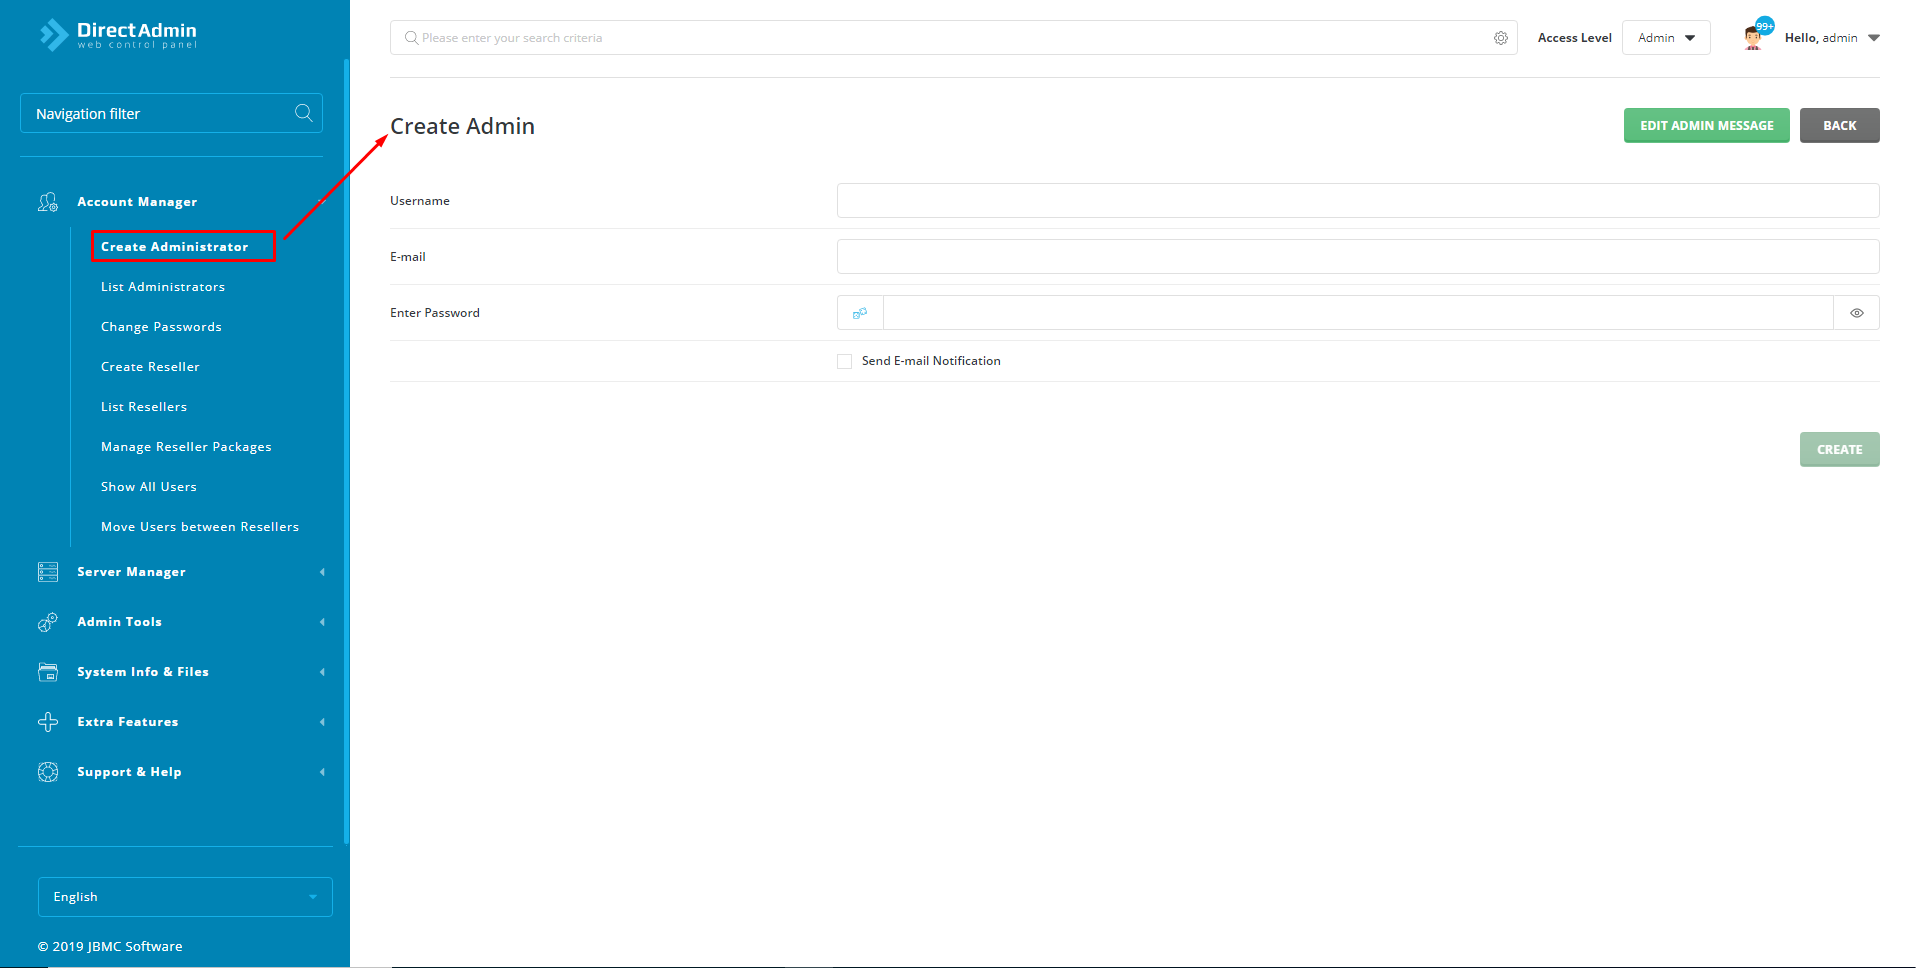 DirectAdmin
web control panel
Navigation filter
Account Manager
Create Administrator
List Administrators
Change Passwords
Create Reseller
List Resellers
Manage Reseller Packages
Show All Users
Move Users between Resellers
Server Manager
Admin Tools
System Info & Files
Extra Features
Support & Help
English
© 2019 JBMC Software
Please enter your search criteria
Access Level
Admin
99+
Hello, admin
Create Admin
EDIT ADMIN MESSAGE
BACK
Username
E-mail
Enter Password
Send E-mail Notification
CREATE